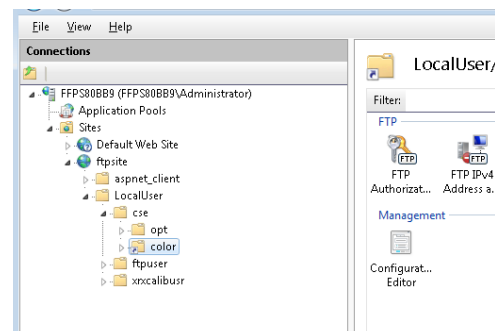 File View Help
Connections
FFPS80BB9 (FFPS80BB9\Administrator)
Application Pools
Sites
Default Web Site
ftpsite
aspnet_client
LocalUser
cse
opt
color
ftpuser
xrxcalibusr
LocalUser/
Filter:
FTP
FTP
FTP
FTP Authorizat...
FTP IPv4 Address a.
Management
Configurat... Editor